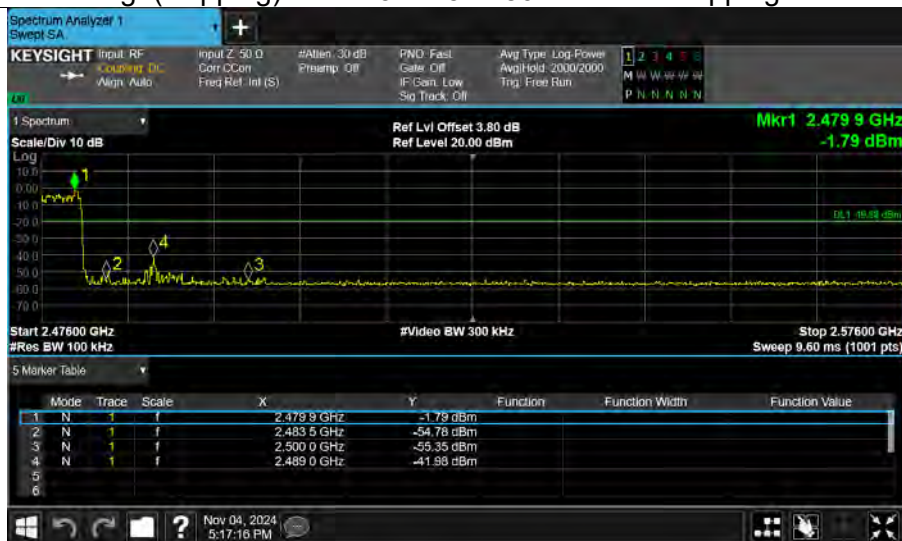 Spectrum Analyzer 1
Swept SA
KEYSIGHT Input: RF Input Z: 50 Ω #Atten: 30 dB PNO: Fast Avg Type: Log-Power 1 2 3 4 5 6
Coupling: DC Corr CCorr Preamp: Off Gate: Off Avg|Hold: 2000/2000 M W W W W W
Align: Auto Freq Ref: Int (S) IF Gain: Low Trig: Free Run
Sig Track: Off P N N N N N
1 Spectrum Ref Lvl Offset 3.80 dB Mkr1 2.479 9 GHz
Scale/Div 10 dB Ref Level 20.00 dBm -1.79 dBm
Log
10.0
0.00
-10.0
-20.0
-30.0
-40.0
-50.0
-60.0
-70.0
1
2
4
3
Start 2.47600 GHz #Video BW 300 kHz Stop 2.57600 GHz
#Res BW 100 kHz Sweep 9.60 ms (1001 pts)
5 Marker Table
Mode Trace Scale X Y Function Function Width Function Value
1 N 1 f 2.479 9 GHz -1.79 dBm
2 N 1 f 2.483 5 GHz -54.78 dBm
3 N 1 f 2.500 0 GHz -55.35 dBm
4 N 1 f 2.489 0 GHz -41.98 dBm
5
6
? Nov 04, 2024
5:17:16 PM